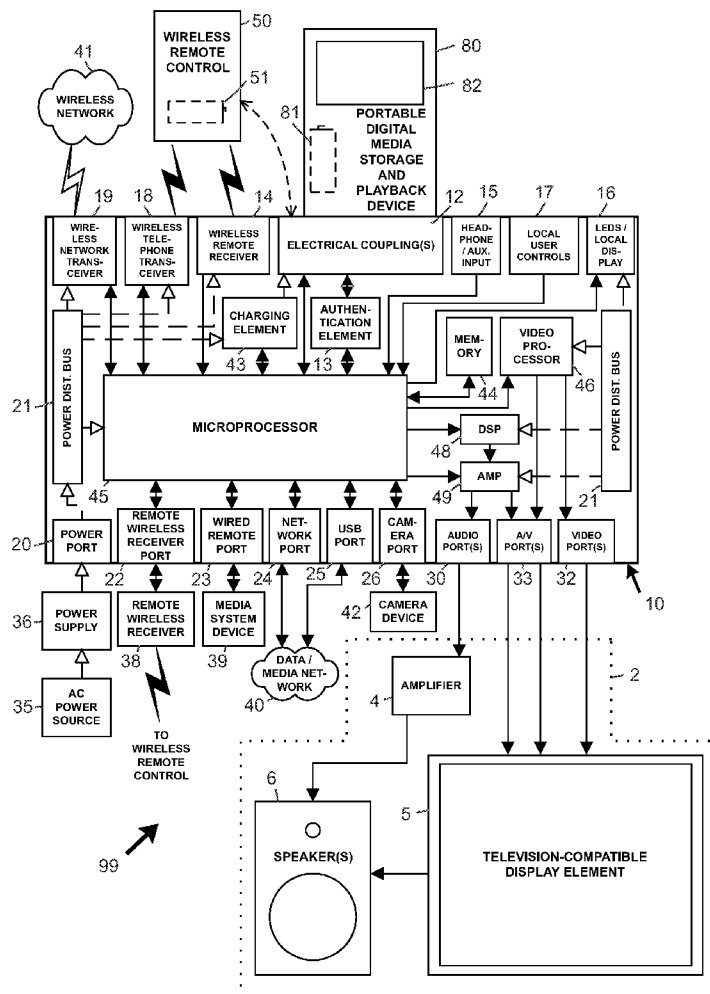 50
WIRELESS
REMOTE
CONTROL
51
41
WIRELESS
NETWORK
80
82
81
PORTABLE
DIGITAL
MEDIA
STORAGE
AND
PLAYBACK
DEVICE
19
18
14
12
15
17
16
WIRE-
LESS
NETWORK
TRANS-
CEIVER
WIRELESS
TELE-
PHONE
TRANS-
CEIVER
WIRELESS
REMOTE
RECEIVER
ELECTRICAL COUPLING(S)
HEAD-
PHONE
/ AUX.
INPUT
LOCAL
USER
CONTROLS
LEDS /
LOCAL
DIS-
PLAY
CHARGING
ELEMENT
43
AUTHEN-
TICATION
ELEMENT
13
MEM-
ORY
44
VIDEO
PRO-
CESSOR
46
21
POWER DIST. BUS
POWER DIST. BUS
21
MICROPROCESSOR
45
DSP
48
AMP
49
20
POWER
PORT
REMOTE
WIRELESS
RECEIVER
PORT
22
WIRED
REMOTE
PORT
23
NET-
WORK
PORT
24
USB
PORT
25
CAM-
ERA
PORT
26
AUDIO
PORT(S)
30
A/V
PORT(S)
33
VIDEO
PORT(S)
32
10
36
POWER
SUPPLY
REMOTE
WIRELESS
RECEIVER
38
MEDIA
SYSTEM
DEVICE
39
42
CAMERA
DEVICE
35
AC
POWER
SOURCE
DATA /
MEDIA NET-
WORK
40
4
AMPLIFIER
2
TO
WIRELESS
REMOTE
CONTROL
99
6
SPEAKER(S)
5
TELEVISION-COMPATIBLE
DISPLAY ELEMENT